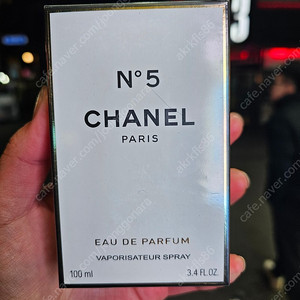 N°5
CHANEL
PARIS
EAU DE PARFUM
VAPORISATEUR SPRAY
100 ml 3.4 FL.OZ.